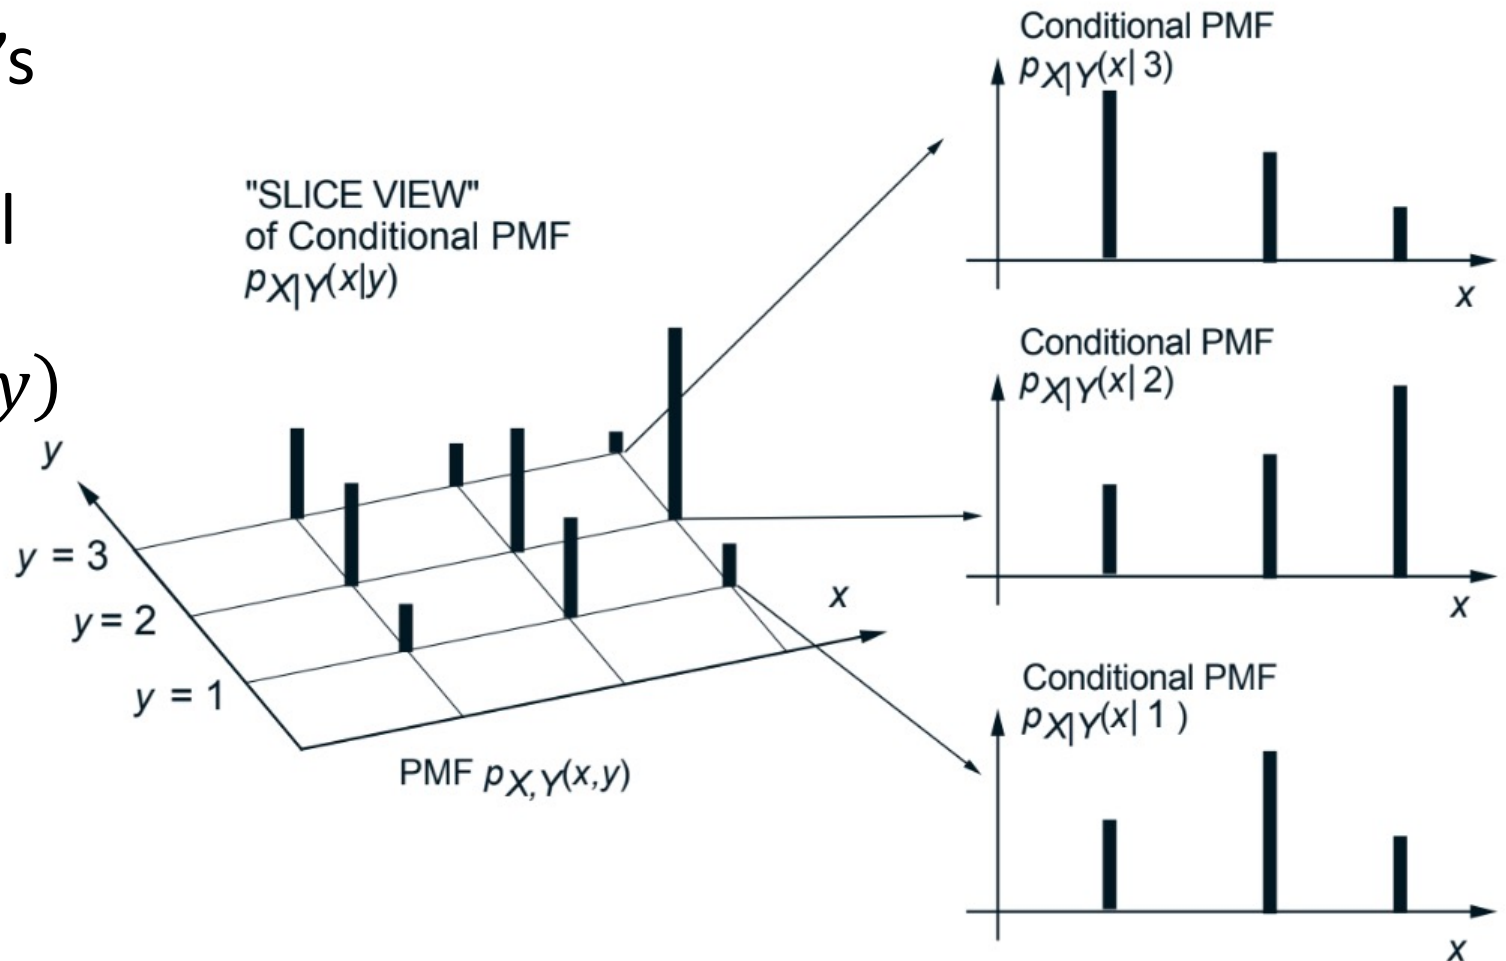 's
l
y)
"SLICE VIEW"
of Conditional PMF
pX|Y(x|y)
y
y = 3
y = 2
y = 1
x
PMF pX,Y(x,y)
Conditional PMF
pX|Y(x| 3)
x
Conditional PMF
pX|Y(x| 2)
x
Conditional PMF
pX|Y(x| 1 )
x